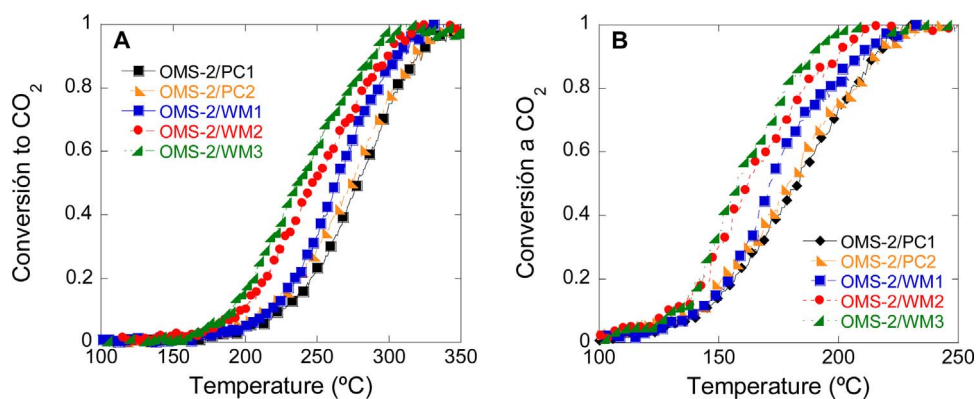 A
Conversión to CO2
1
0.8
0.6
0.4
0.2
0
OMS-2/PC1
OMS-2/PC2
OMS-2/WM1
OMS-2/WM2
OMS-2/WM3
100 150 200 250 300 350
Temperature (ºC)
B
Conversión a CO2
1
0.8
0.6
0.4
0.2
0
OMS-2/PC1
OMS-2/PC2
OMS-2/WM1
OMS-2/WM2
OMS-2/WM3
100 150 200 250
Temperature (ºC)